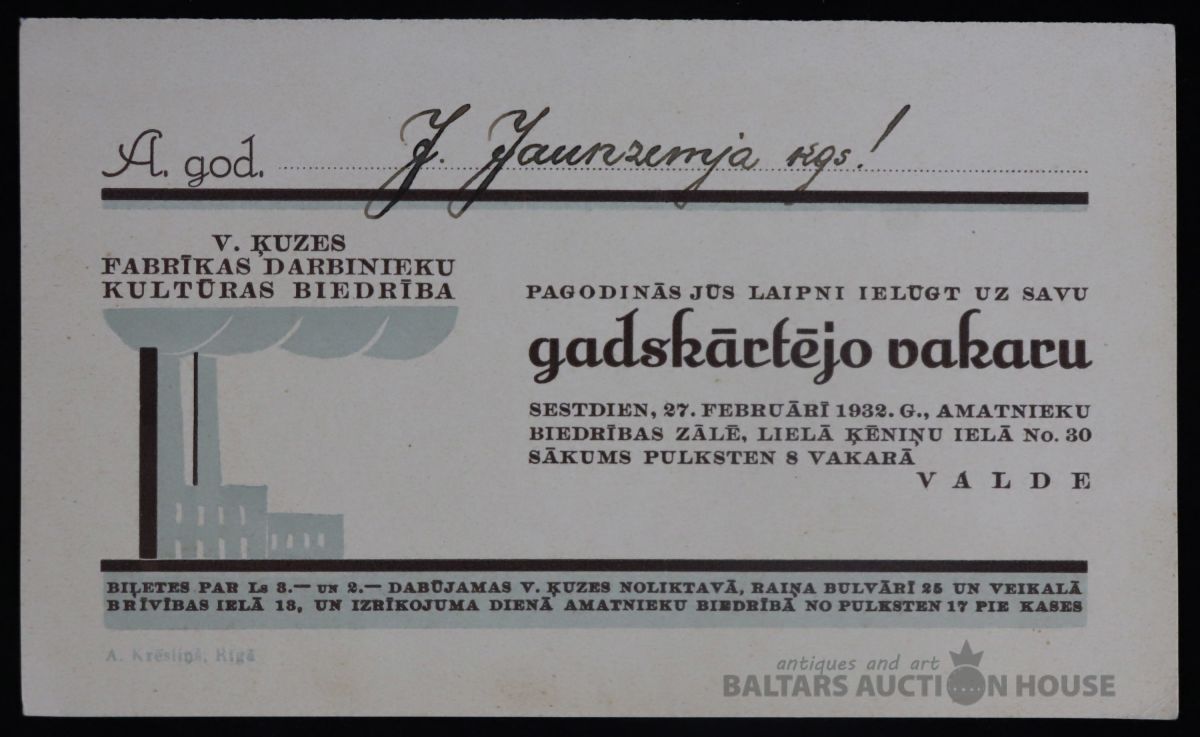 A. god. J. Jaunzemja kgs!
V. ĶUZES
FABRĪKAS DARBINIEKU
KULTŪRAS BIEDRĪBA
PAGODINĀS JŪS LAIPNI IELŪGT UZ SAVU
gadskārtējo vakaru
SESTDIEN, 27. FEBRUĀRĪ 1932. G., AMATNIEKU
BIEDRĪBAS ZĀLĒ, LIELĀ ĶĒNIŅU IELĀ No. 30
SĀKUMS PULKSTEN 8 VAKARĀ
VALDE
BIĻETES PAR Ls 3.— UN 2.— DABŪJAMAS V. ĶUZES NOLIKTAVĀ, RAIŅA BULVĀRĪ 25 UN VEIKALĀ
BRĪVĪBAS IELĀ 13, UN IZRĪKOJUMA DIENĀ AMATNIEKU BIEDRĪBĀ NO PULKSTEN 17 PIE KASES
A. Krēsliņš, Rīgā
antiques and art
BALTARS AUCTION HOUSE